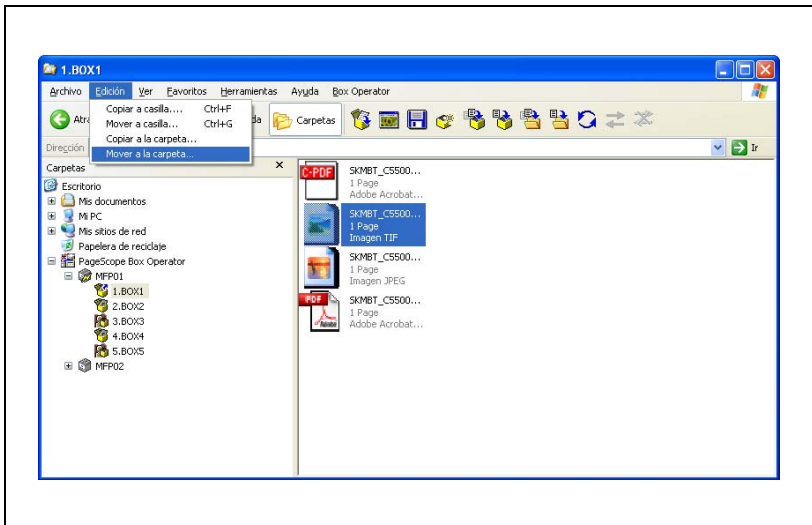 1.BOX1
Archivo Edición Ver Favoritos Herramientas Ayuda Box Operator
Copiar a casilla.... Ctrl+F
Mover a casilla... Ctrl+G
Copiar a la carpeta...
Mover a la carpeta...
Atrá
da
Carpetas
Dirección
Ir
Carpetas
Escritorio
Mis documentos
Mi PC
Mis sitios de red
Papelera de reciclaje
PageScope Box Operator
MFP01
1.BOX1
2.BOX2
3.BOX3
4.BOX4
5.BOX5
MFP02
C-PDF
SKMBT_C5500...
1 Page
Adobe Acrobat...
SKMBT_C5500...
1 Page
Imagen TIF
SKMBT_C5500...
1 Page
Imagen JPEG
PDF
Adobe
SKMBT_C5500...
1 Page
Adobe Acrobat...